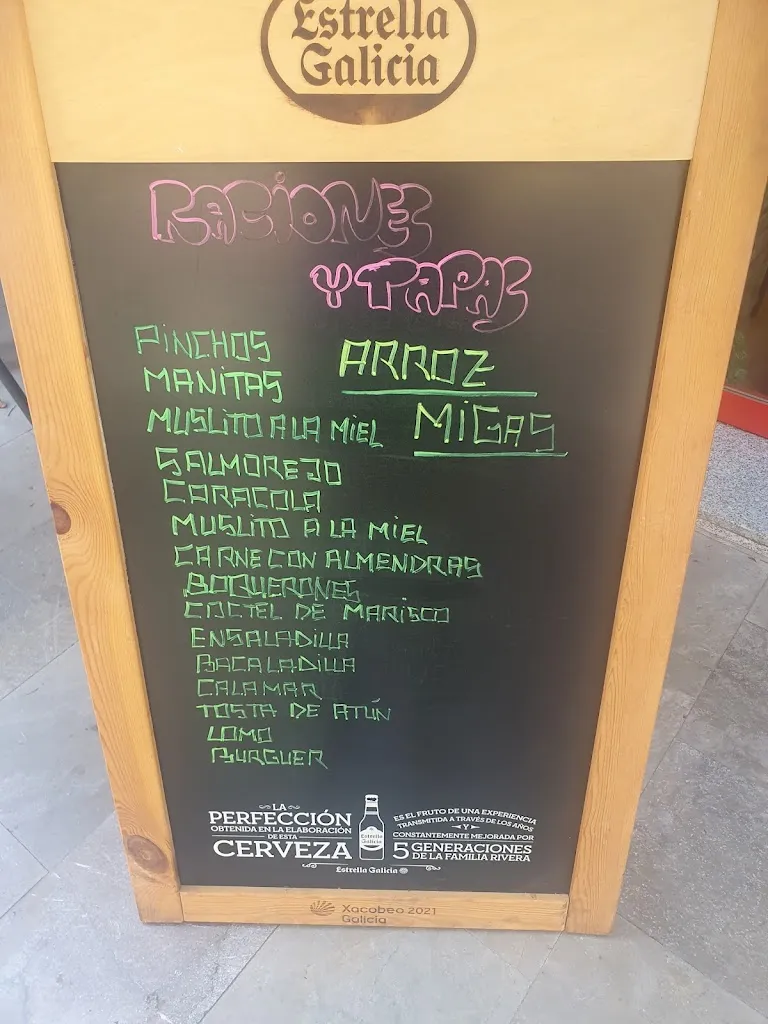 Estrella
Galicia
RACIONES
Y TAPAS
PINCHOS
MANITAS
ARROZ
MUSLITO A LA MIEL
MIGAS
SALMOREJO
CARACOLA
MUSLITO A LA MIEL
CARNE CON ALMENDRAS
BOQUERONES
COCTEL DE MARISCO
ENSALADILLA
BACALADILLA
CALAMAR
TOSTA DE ATÚN
LOMO
BURGUER
LA
PERFECCIÓN
OBTENIDA EN LA ELABORACIÓN
DE ESTA
CERVEZA
Estrella
Galicia
ES EL FRUTO DE UNA EXPERIENCIA
TRANSMITIDA A TRAVÉS DE LOS AÑOS
Y
CONSTANTEMENTE MEJORADA POR
5 GENERACIONES
DE LA FAMILIA RIVERA
Estrella Galicia
Xacobeo 2021
Galicia